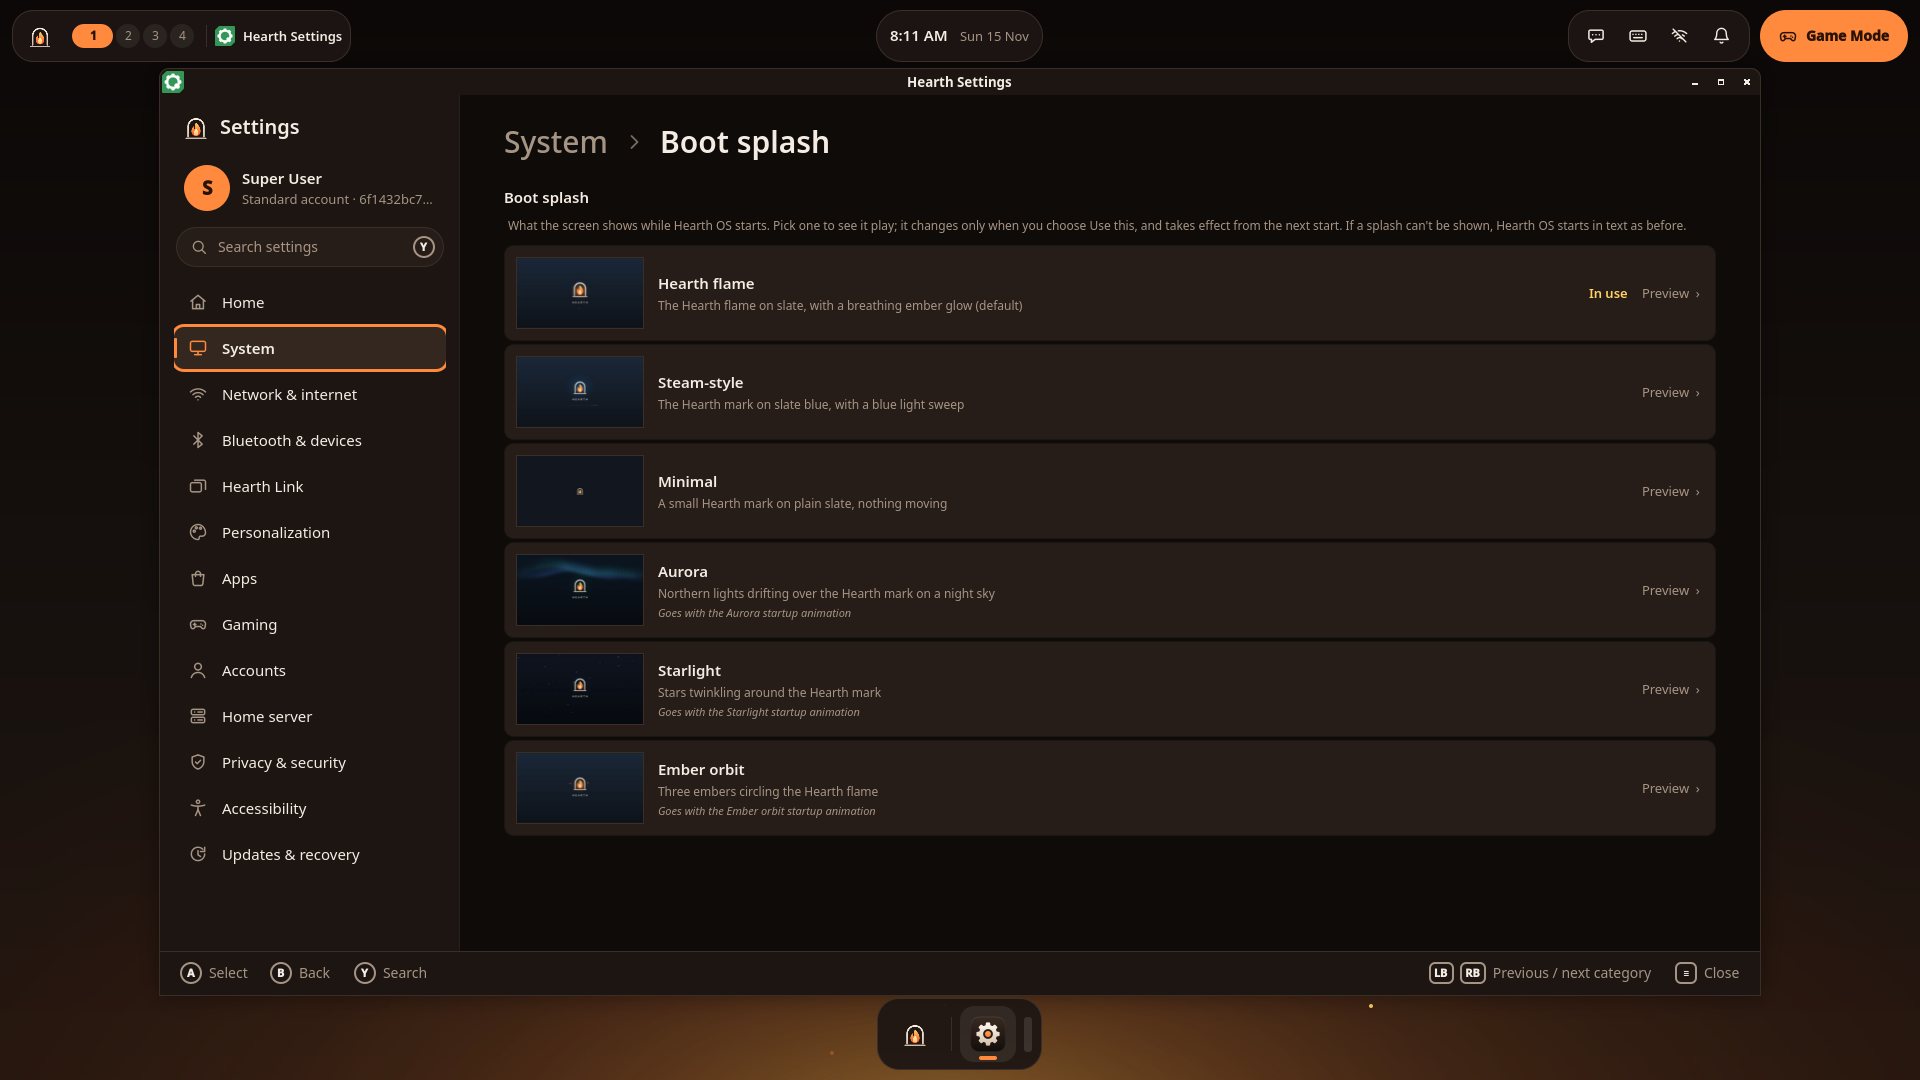 1 2 3 4 Hearth Settings
8:11 AM Sun 15 Nov
Game Mode
Hearth Settings
Settings
S
Super User
Standard account · 6f1432bc7...
Search settings Y
Home
System
Network & internet
Bluetooth & devices
Hearth Link
Personalization
Apps
Gaming
Accounts
Home server
Privacy & security
Accessibility
Updates & recovery
System > Boot splash
Boot splash
What the screen shows while Hearth OS starts. Pick one to see it play; it changes only when you choose Use this, and takes effect from the next start. If a splash can't be shown, Hearth OS starts in text as before.
Hearth flame
The Hearth flame on slate, with a breathing ember glow (default)
In use Preview ›
Steam-style
The Hearth mark on slate blue, with a blue light sweep
Preview ›
Minimal
A small Hearth mark on plain slate, nothing moving
Preview ›
Aurora
Northern lights drifting over the Hearth mark on a night sky
Goes with the Aurora startup animation
Preview ›
Starlight
Stars twinkling around the Hearth mark
Goes with the Starlight startup animation
Preview ›
Ember orbit
Three embers circling the Hearth flame
Goes with the Ember orbit startup animation
Preview ›
A Select B Back Y Search
LB RB Previous / next category ≡ Close